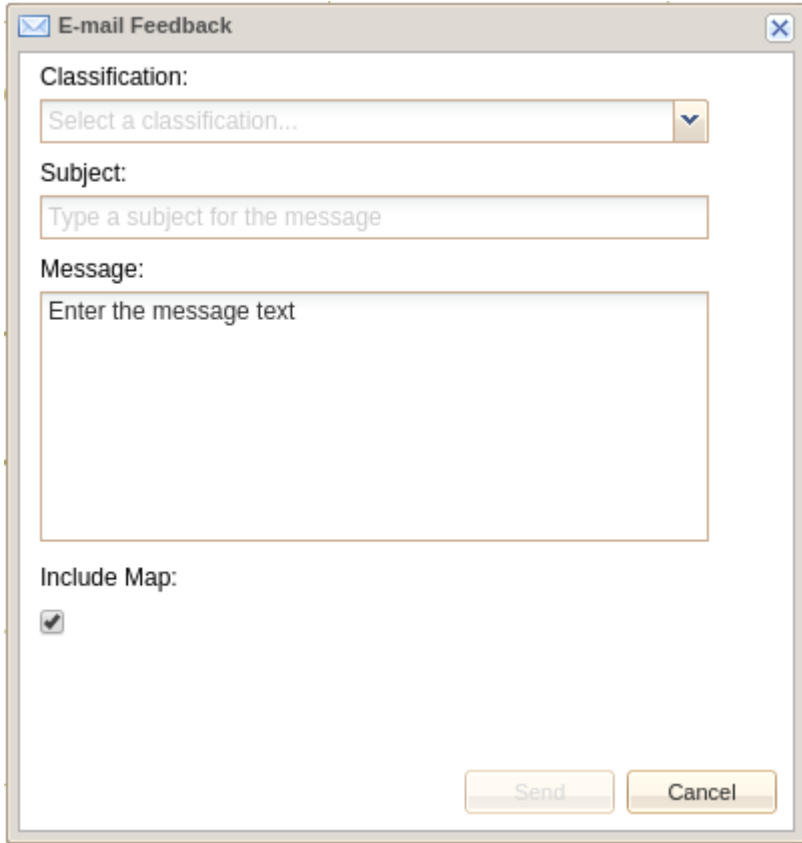 E-mail Feedback
Classification:
Select a classification...
Subject:
Type a subject for the message
Message:
Enter the message text
Include Map:
Send Cancel